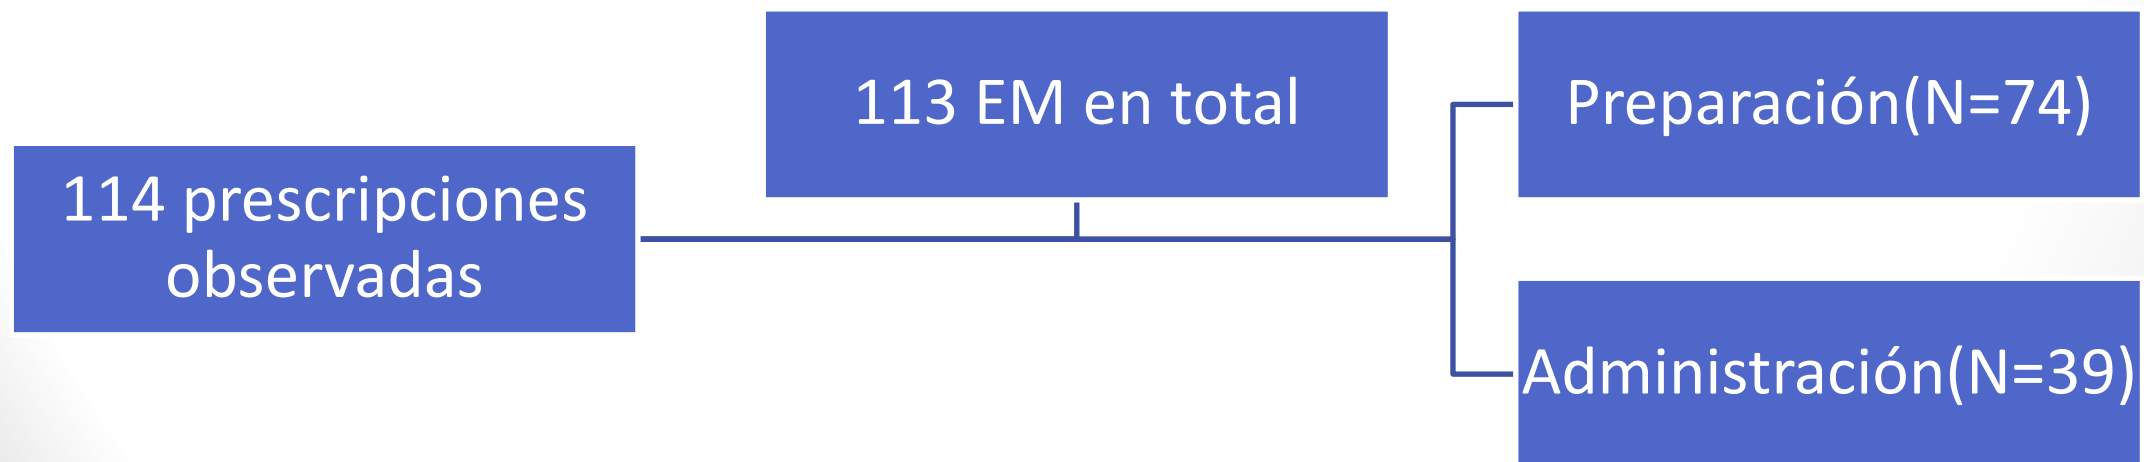 114 prescripciones
observadas
113 EM en total
Preparación(N=74)
Administración(N=39)